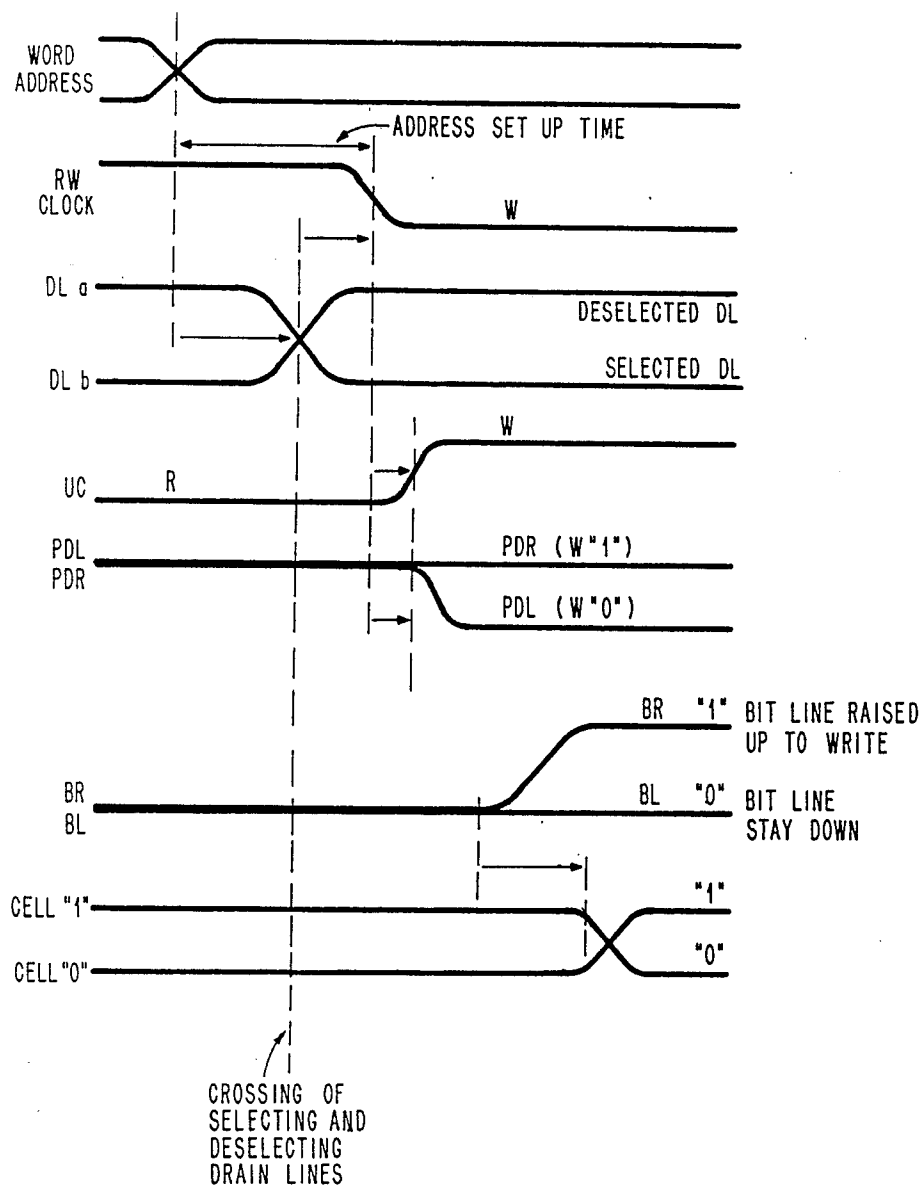 WORD
ADDRESS
ADDRESS SET UP TIME
RW
CLOCK
W
DL a
DESELECTED DL
DL b
SELECTED DL
W
UC
R
PDL
PDR
PDR (W"1")
PDL (W"0")
BR "1" BIT LINE RAISED
UP TO WRITE
BR
BL
BL "0" BIT LINE
STAY DOWN
CELL "1"
"1"
CELL "0"
"0"
CROSSING OF
SELECTING AND
DESELECTING
DRAIN LINES